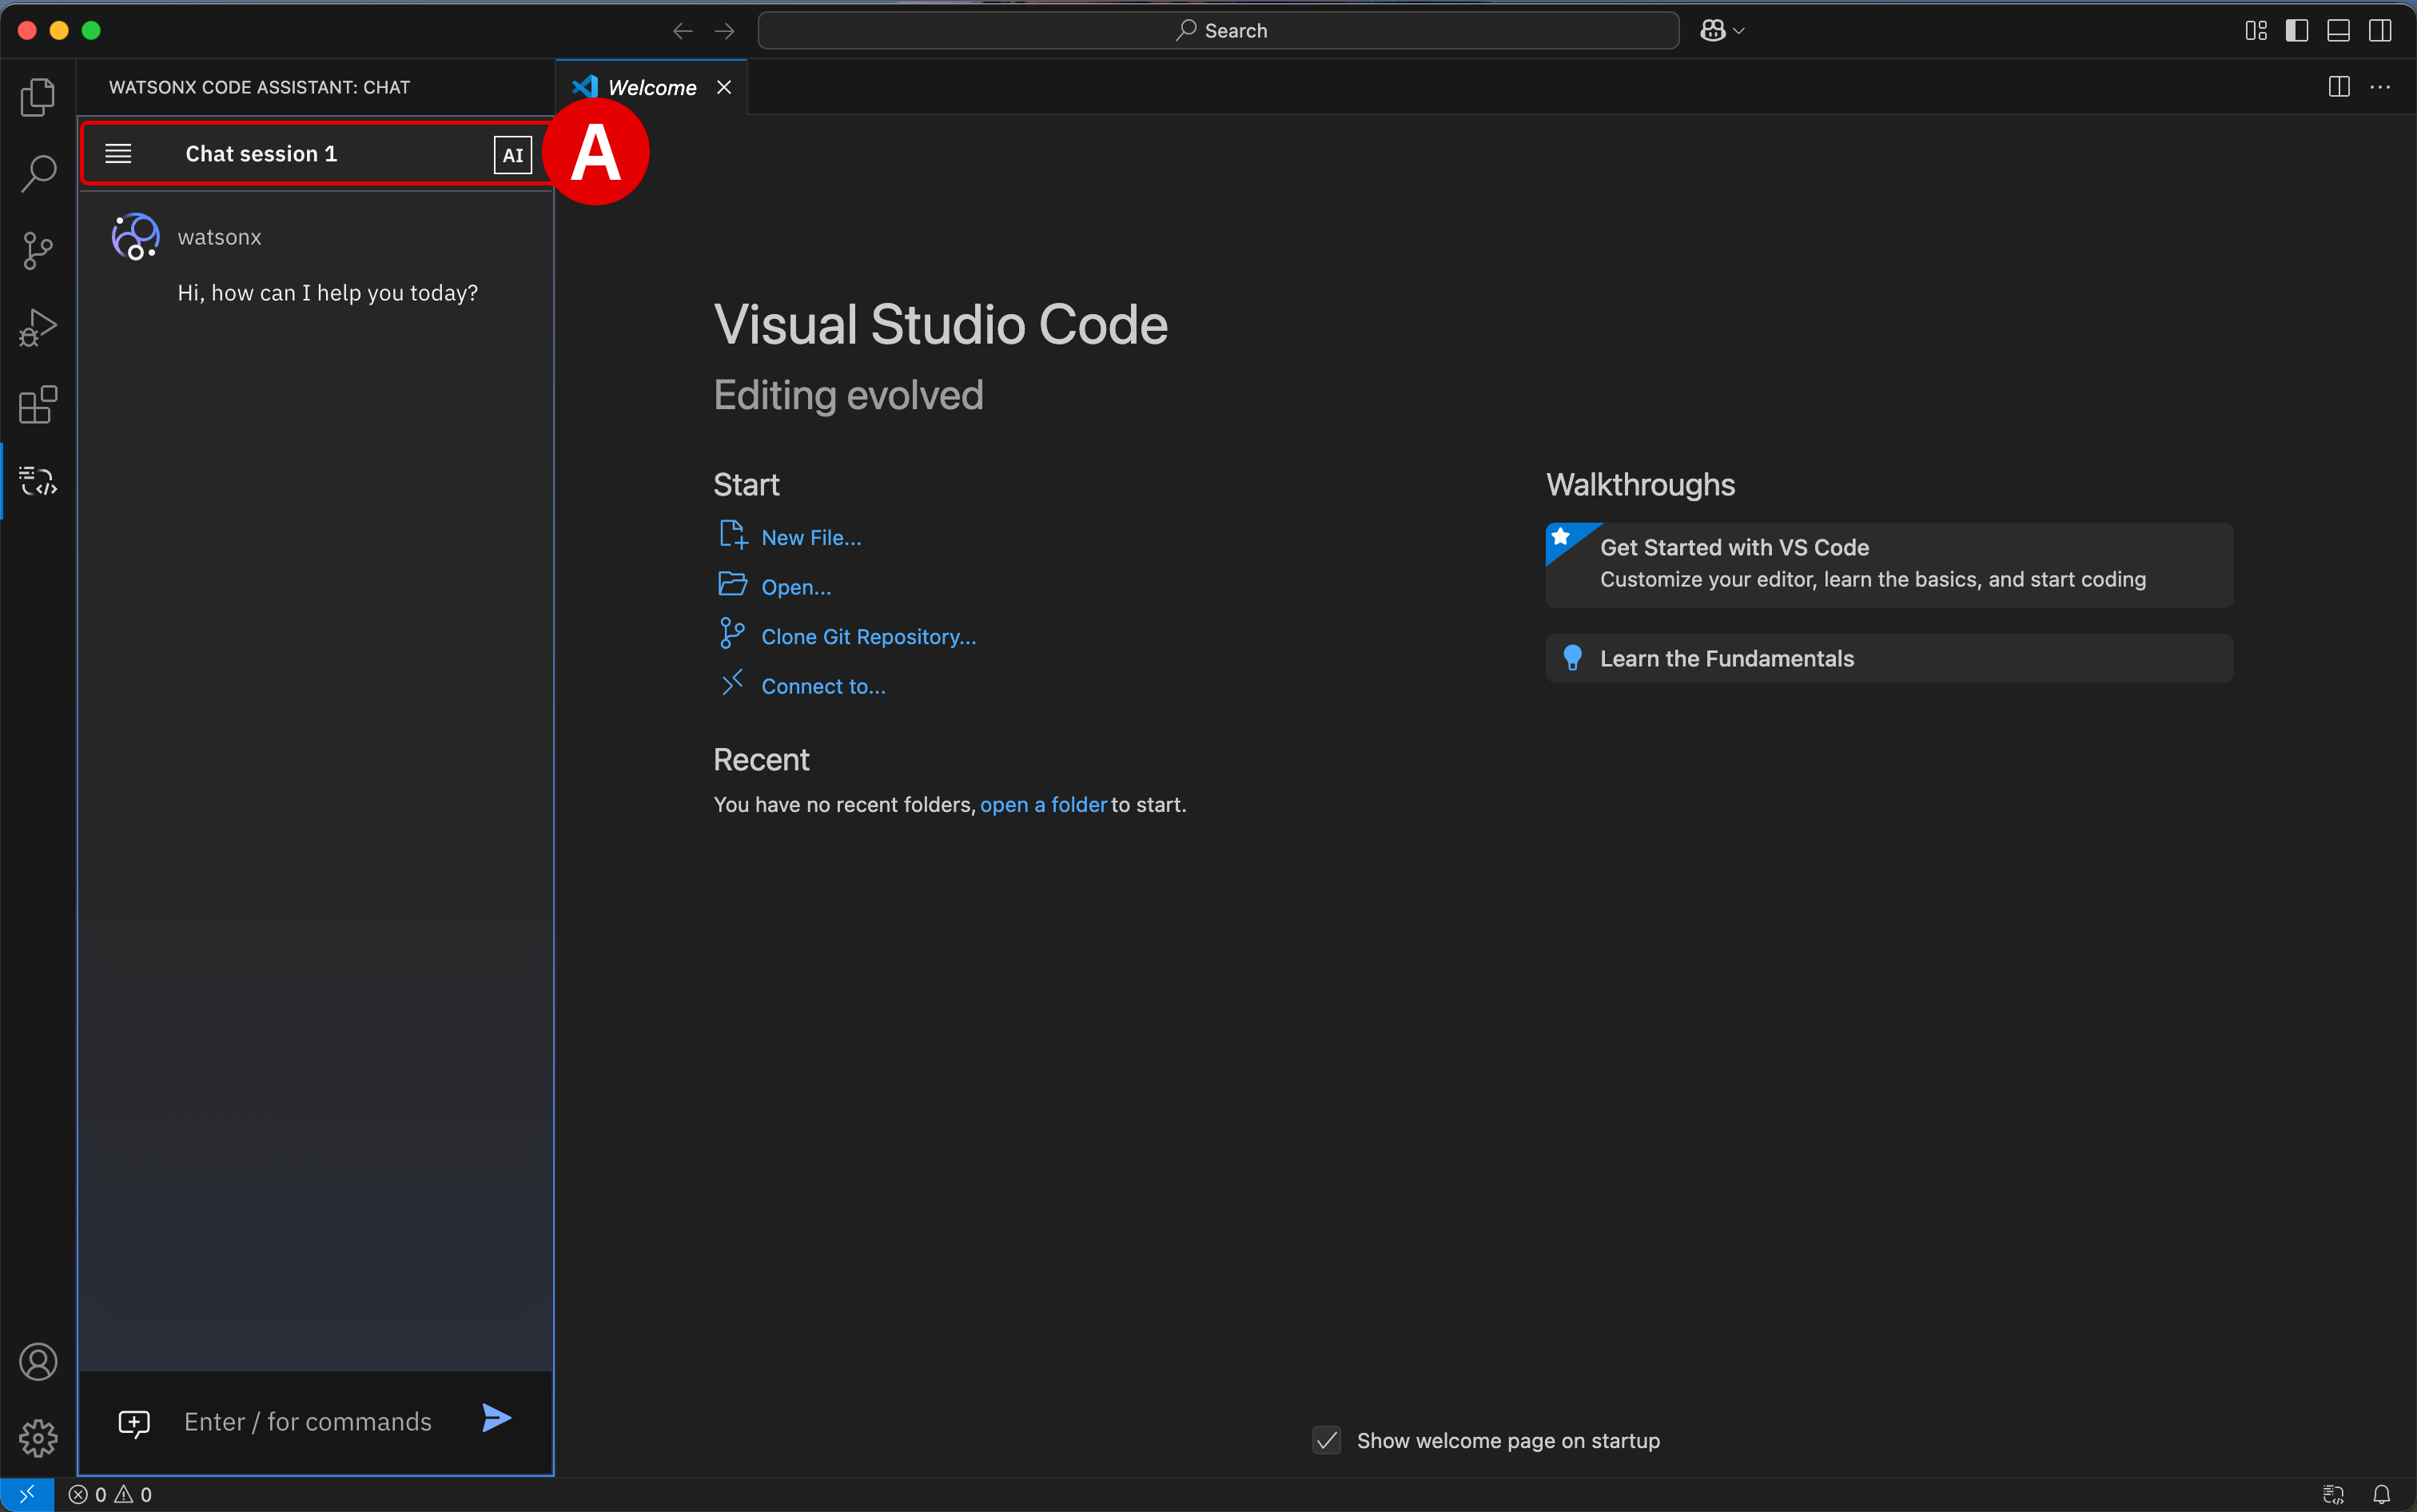 Search
WATSONX CODE ASSISTANT: CHAT
Welcome
Chat session 1
AI
A
watsonx
Hi, how can I help you today?
Visual Studio Code
Editing evolved
Start
New File...
Open...
Clone Git Repository...
Connect to...
Recent
You have no recent folders, open a folder to start.
Walkthroughs
Get Started with VS Code
Customize your editor, learn the basics, and start coding
Learn the Fundamentals
Enter / for commands
Show welcome page on startup
0 0